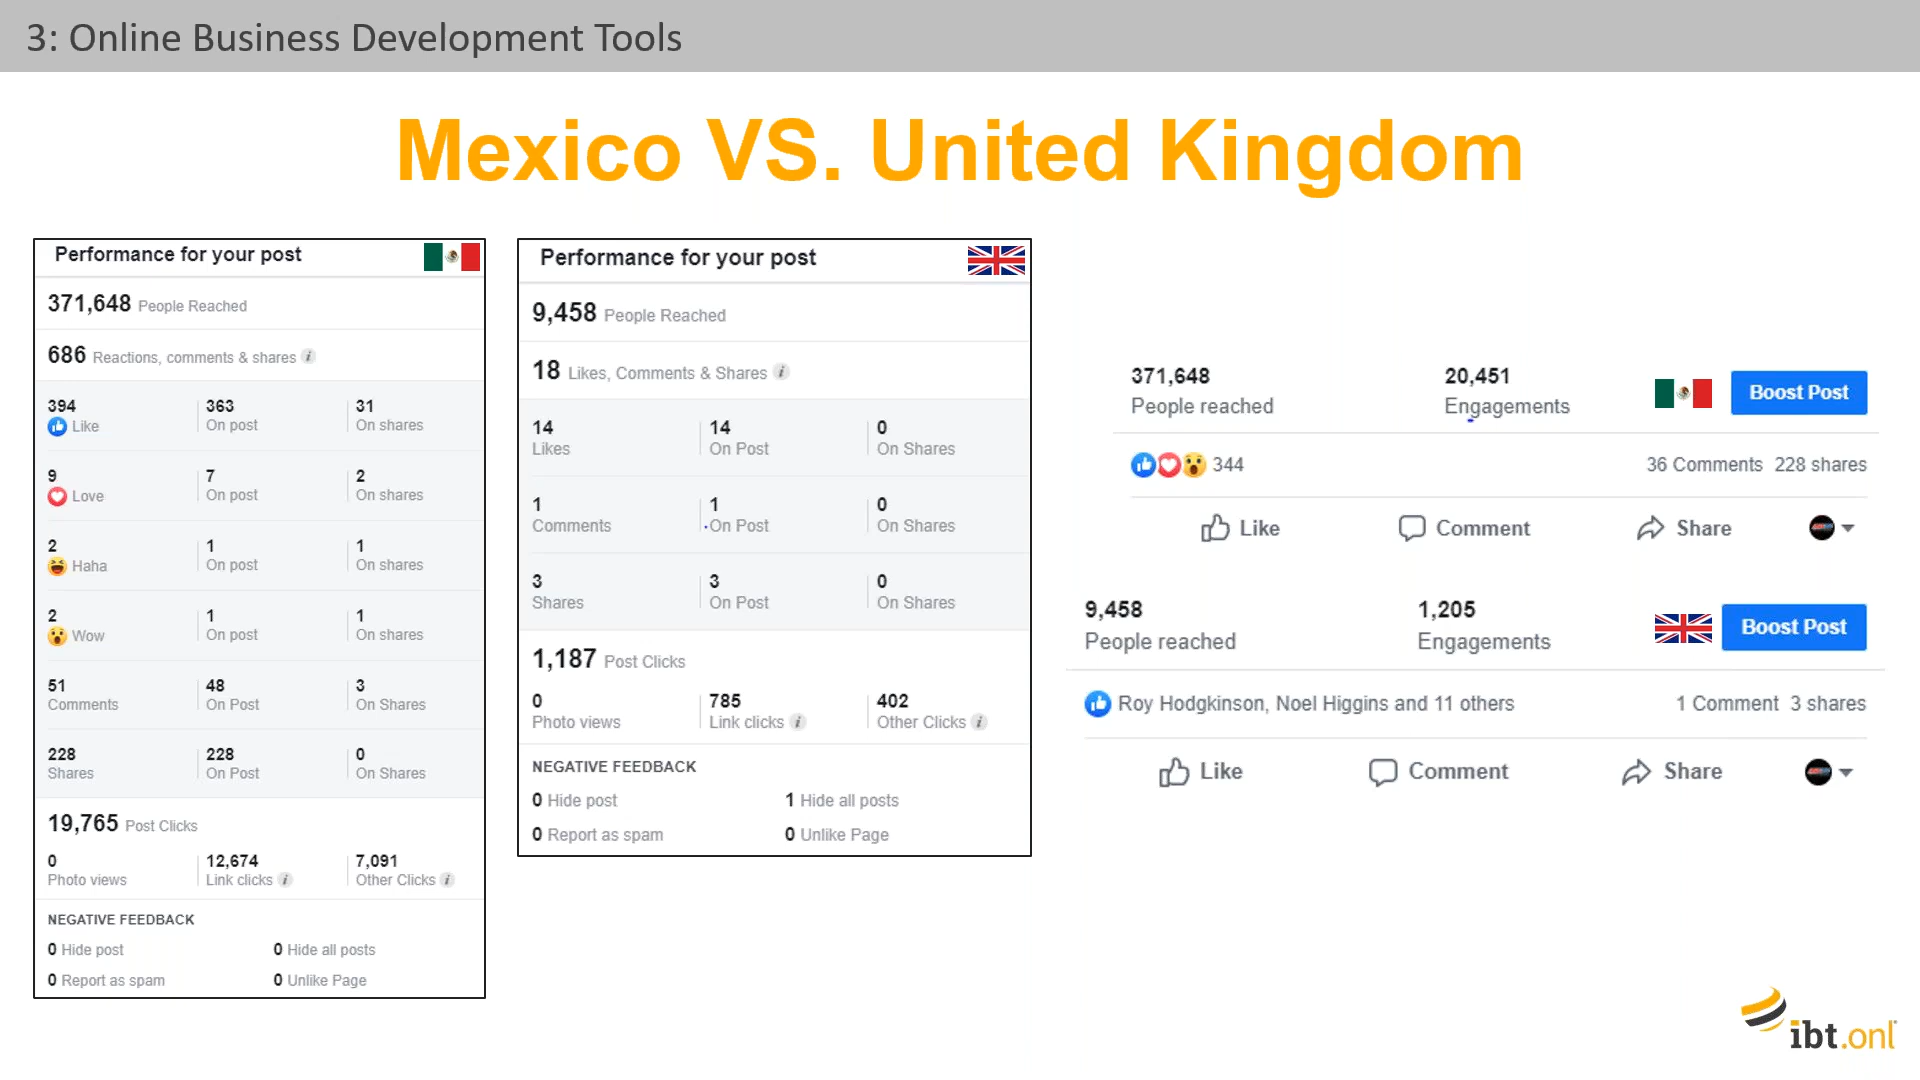 3: Online Business Development Tools
Mexico VS. United Kingdom
Performance for your post
371,648 People Reached
686 Reactions, comments & shares
394 363 31
Like On post On shares
9 7 2
Love On post On shares
2 1 1
Haha On post On shares
2 1 1
Wow On post On shares
51 48 3
Comments On Post On Shares
228 228 0
Shares On Post On Shares
19,765 Post Clicks
0 12,674 7,091
Photo views Link clicks Other Clicks
NEGATIVE FEEDBACK
0 Hide post 0 Hide all posts
0 Report as spam 0 Unlike Page
Performance for your post
9,458 People Reached
18 Likes, Comments & Shares
14 14 0
Likes On Post On Shares
1 1 0
Comments On Post On Shares
3 3 0
Shares On Post On Shares
1,187 Post Clicks
0 785 402
Photo views Link clicks Other Clicks
NEGATIVE FEEDBACK
0 Hide post 1 Hide all posts
0 Report as spam 0 Unlike Page
371,648 20,451
People reached Engagements Boost Post
344 36 Comments 228 shares
Like Comment Share
9,458 1,205
People reached Engagements Boost Post
Roy Hodgkinson, Noel Higgins and 11 others 1 Comment 3 shares
Like Comment Share
ibt.onl